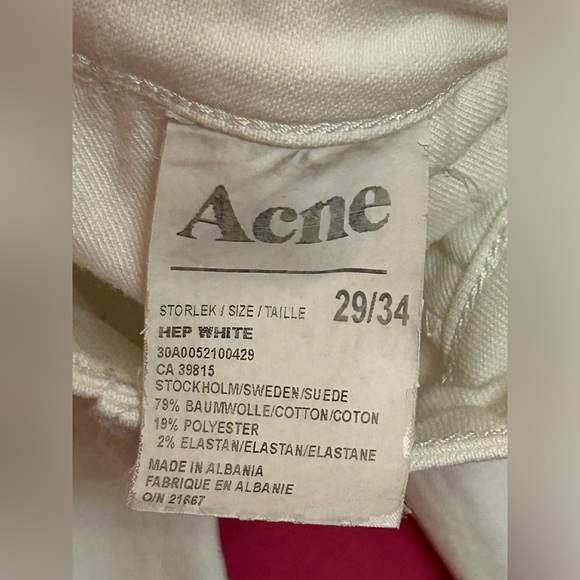 Acne
STORLEK / SIZE / TAILLE 29/34
HEP WHITE
30A0052100429
CA 39815
STOCKHOLM/SWEDEN/SUEDE
79% BAUMWOLLE/COTTON/COTON
19% POLYESTER
2% ELASTAN/ELASTAN/ELASTANE
MADE IN ALBANIA
FABRIQUE EN ALBANIE
O/N 21667